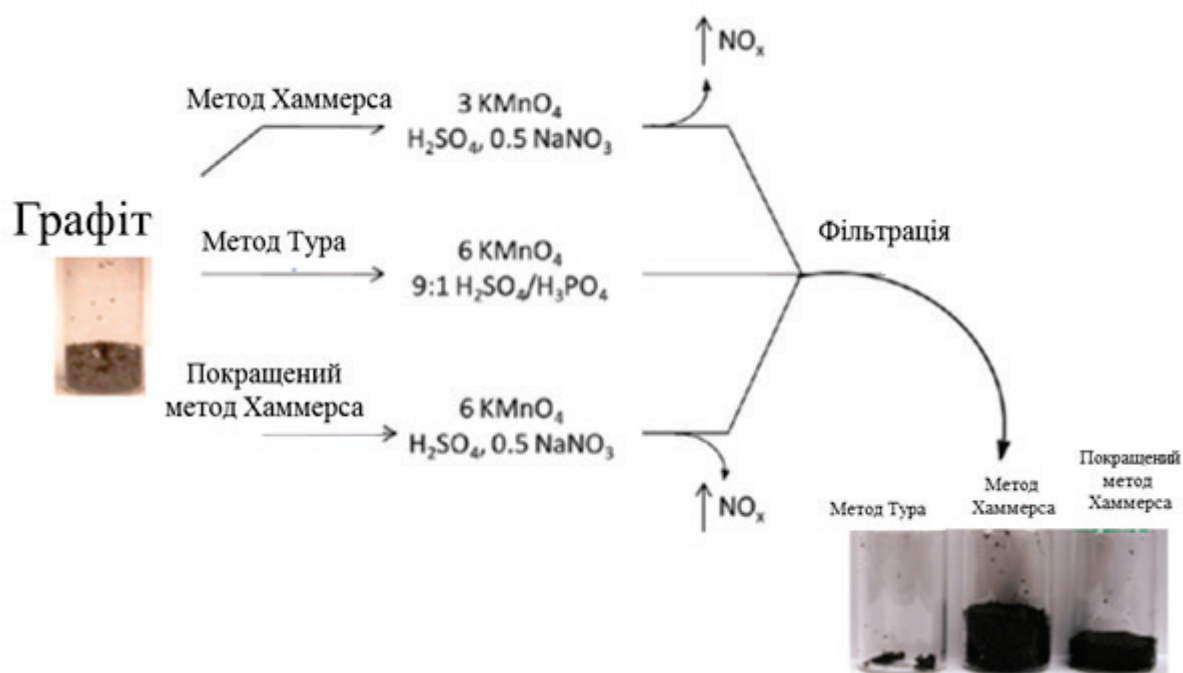 ↑ NOₓ
Метод Хаммерса
3 KMnO₄
H₂SO₄, 0.5 NaNO₃
Графіт
Метод Тура
6 KMnO₄
9:1 H₂SO₄/H₃PO₄
Фільтрація
Покращений
метод Хаммерса
6 KMnO₄
H₂SO₄, 0.5 NaNO₃
↑ NOₓ
Метод Тура
Метод
Хаммерса
Покращений
метод
Хаммерса